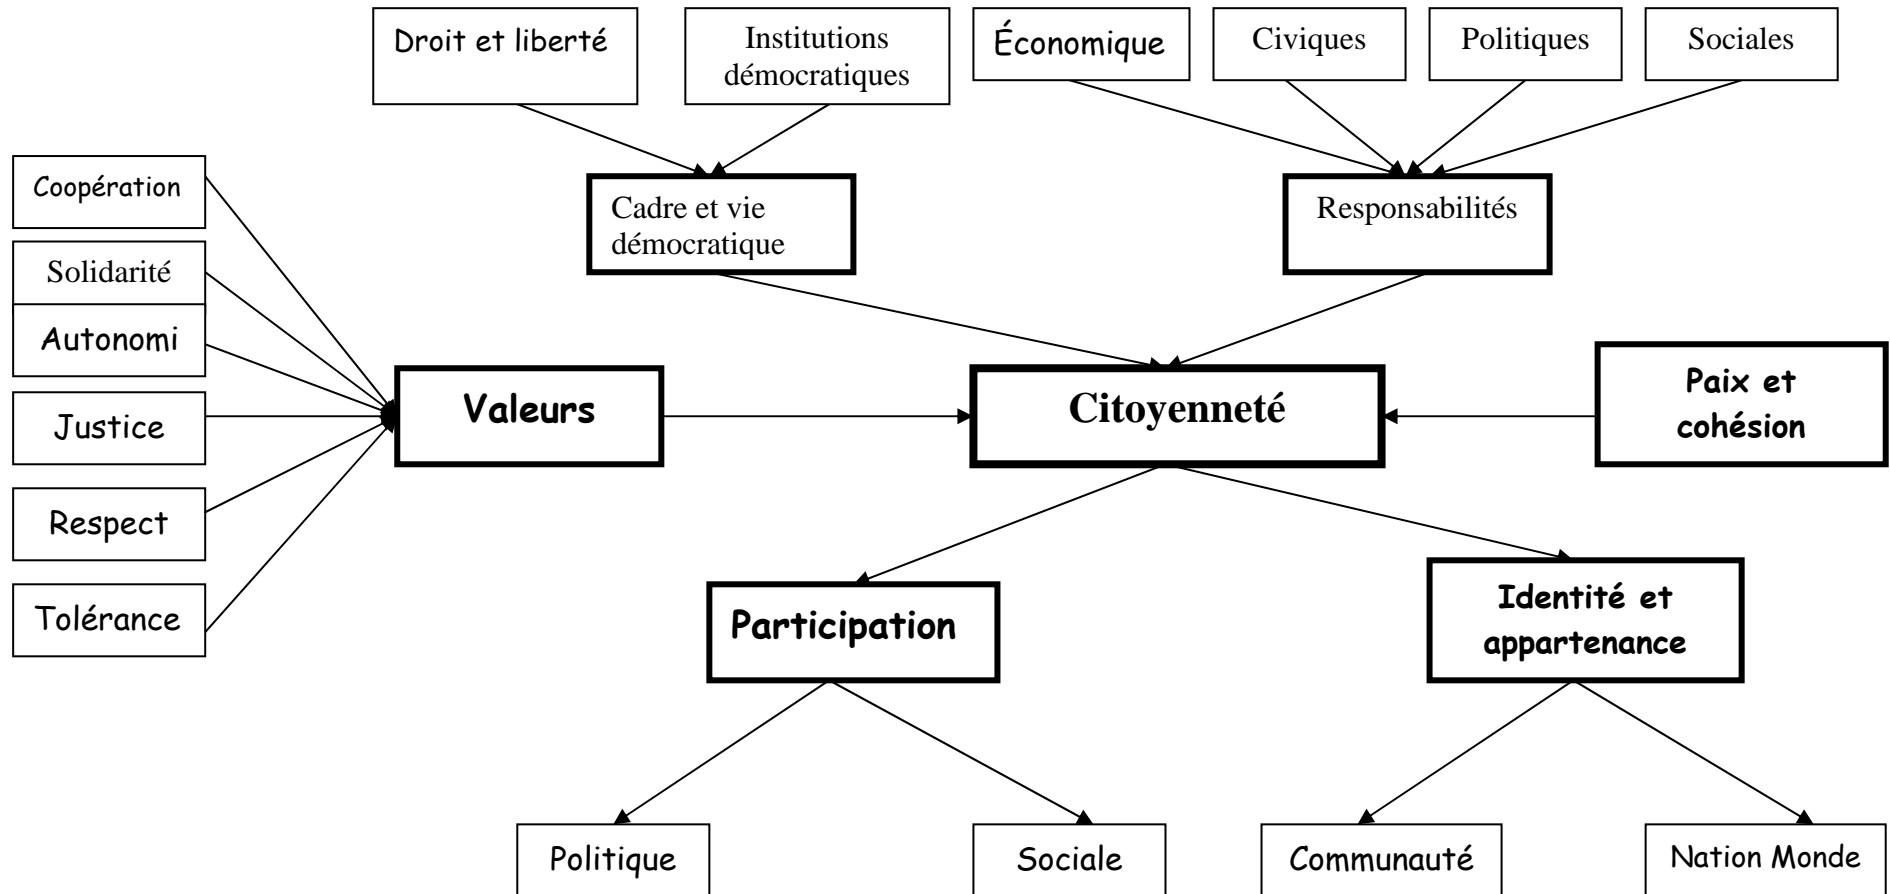 Droit et liberté
Institutions
démocratiques
Économique
Civiques
Politiques
Sociales
Coopération
Solidarité
Autonomi
Justice
Respect
Tolérance
Cadre et vie
démocratique
Responsabilités
Valeurs
Citoyenneté
Paix et
cohésion
Participation
Identité et
appartenance
Politique
Sociale
Communauté
Nation Monde